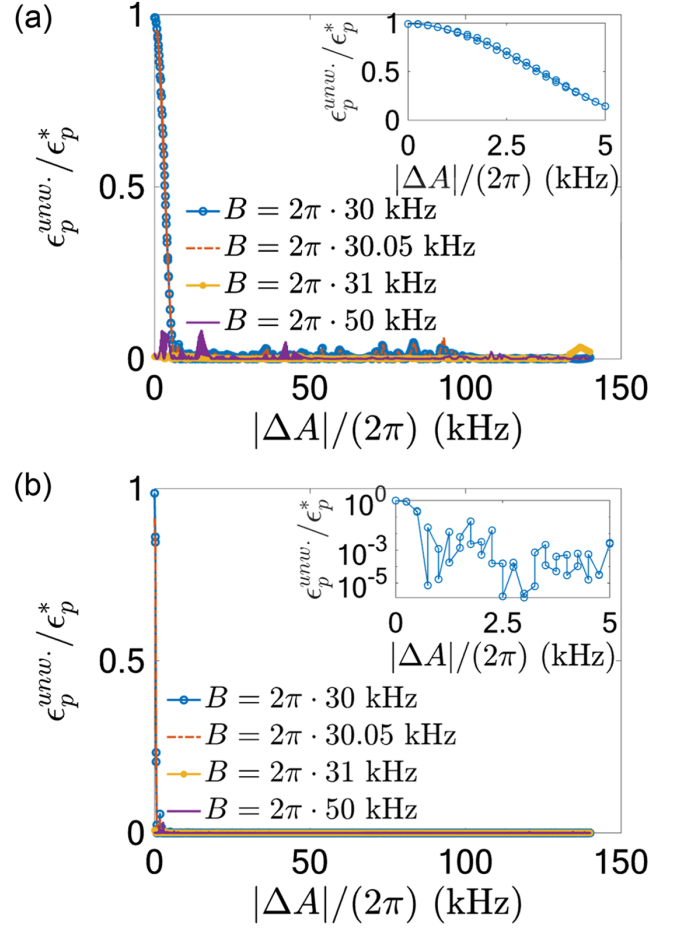 (a)
1
0.5
0
ϵ_p^{unw.}/ϵ_p^*
1
0.5
0
ϵ_p^{unw.}/ϵ_p^*
0 2.5 5
|ΔA|/(2π) (kHz)
B = 2π · 30 kHz
B = 2π · 30.05 kHz
B = 2π · 31 kHz
B = 2π · 50 kHz
0 50 100 150
|ΔA|/(2π) (kHz)
(b)
1
0.5
0
ϵ_p^{unw.}/ϵ_p^*
10^0
10^-3
10^-5
ϵ_p^{unw.}/ϵ_p^*
0 2.5 5
|ΔA|/(2π) (kHz)
B = 2π · 30 kHz
B = 2π · 30.05 kHz
B = 2π · 31 kHz
B = 2π · 50 kHz
0 50 100 150
|ΔA|/(2π) (kHz)